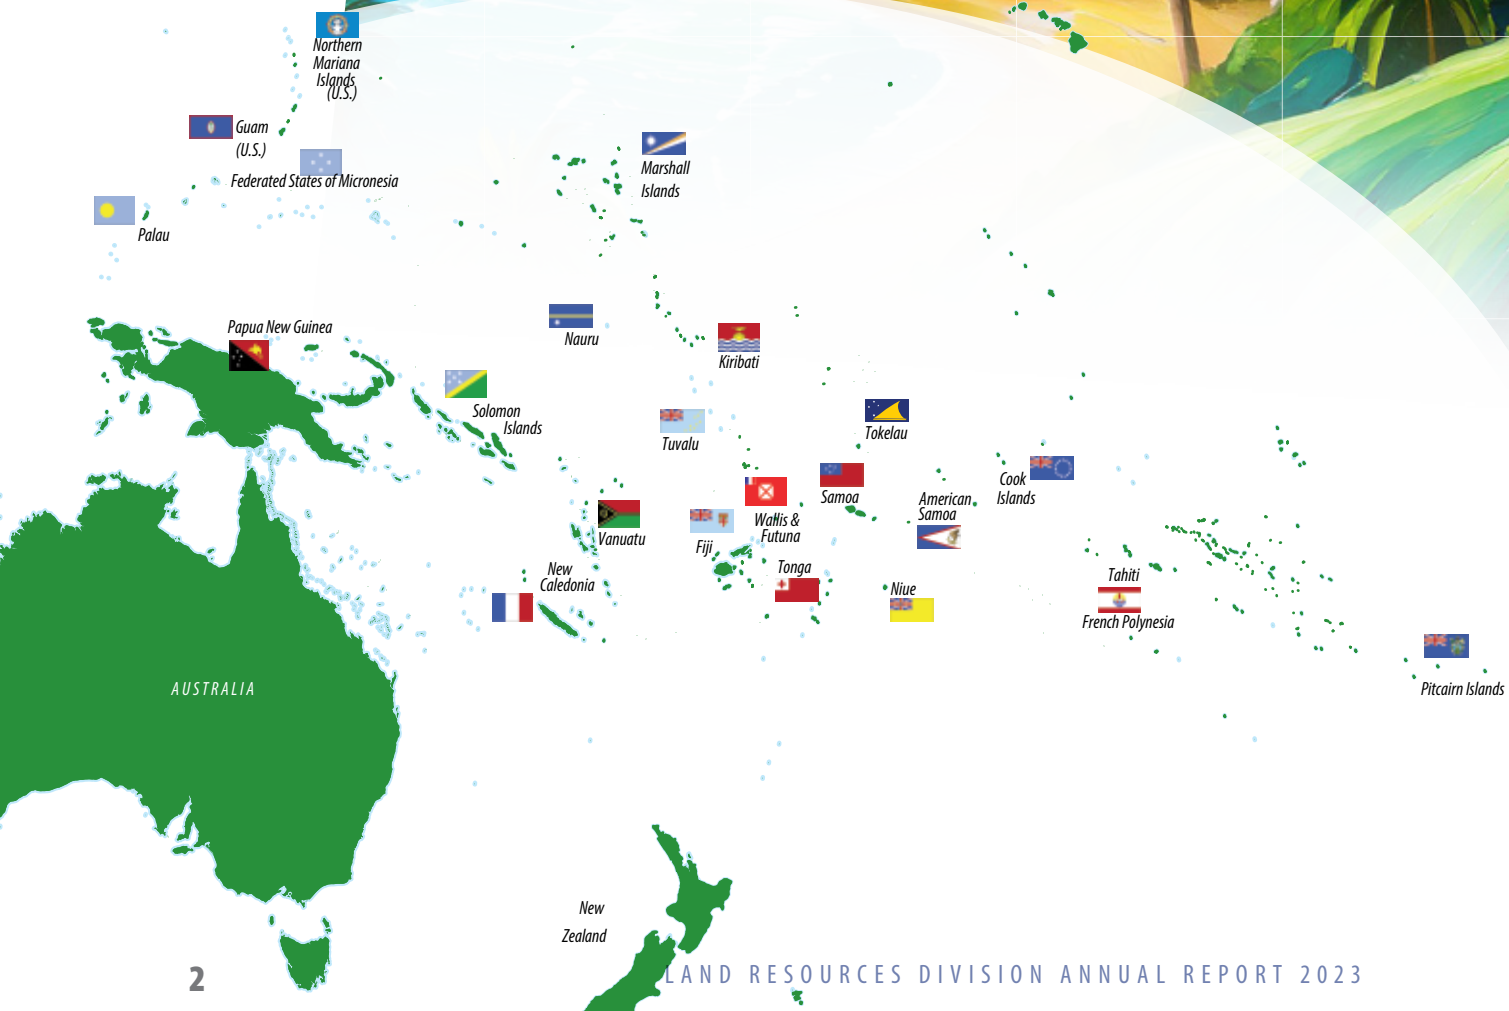 Northern
Mariana
Islands
(U.S.)
Guam
(U.S.)
Federated States of Micronesia
Palau
Marshall
Islands
Papua New Guinea
Nauru
Kiribati
Solomon
Islands
Tuvalu
Tokelau
Cook
Islands
Samoa
American
Samoa
Wallis &
Futuna
Vanuatu
Fiji
New
Caledonia
Tonga
Niue
Tahiti
French Polynesia
Pitcairn Islands
AUSTRALIA
New
Zealand
2
LAND RESOURCES DIVISION ANNUAL REPORT 2023